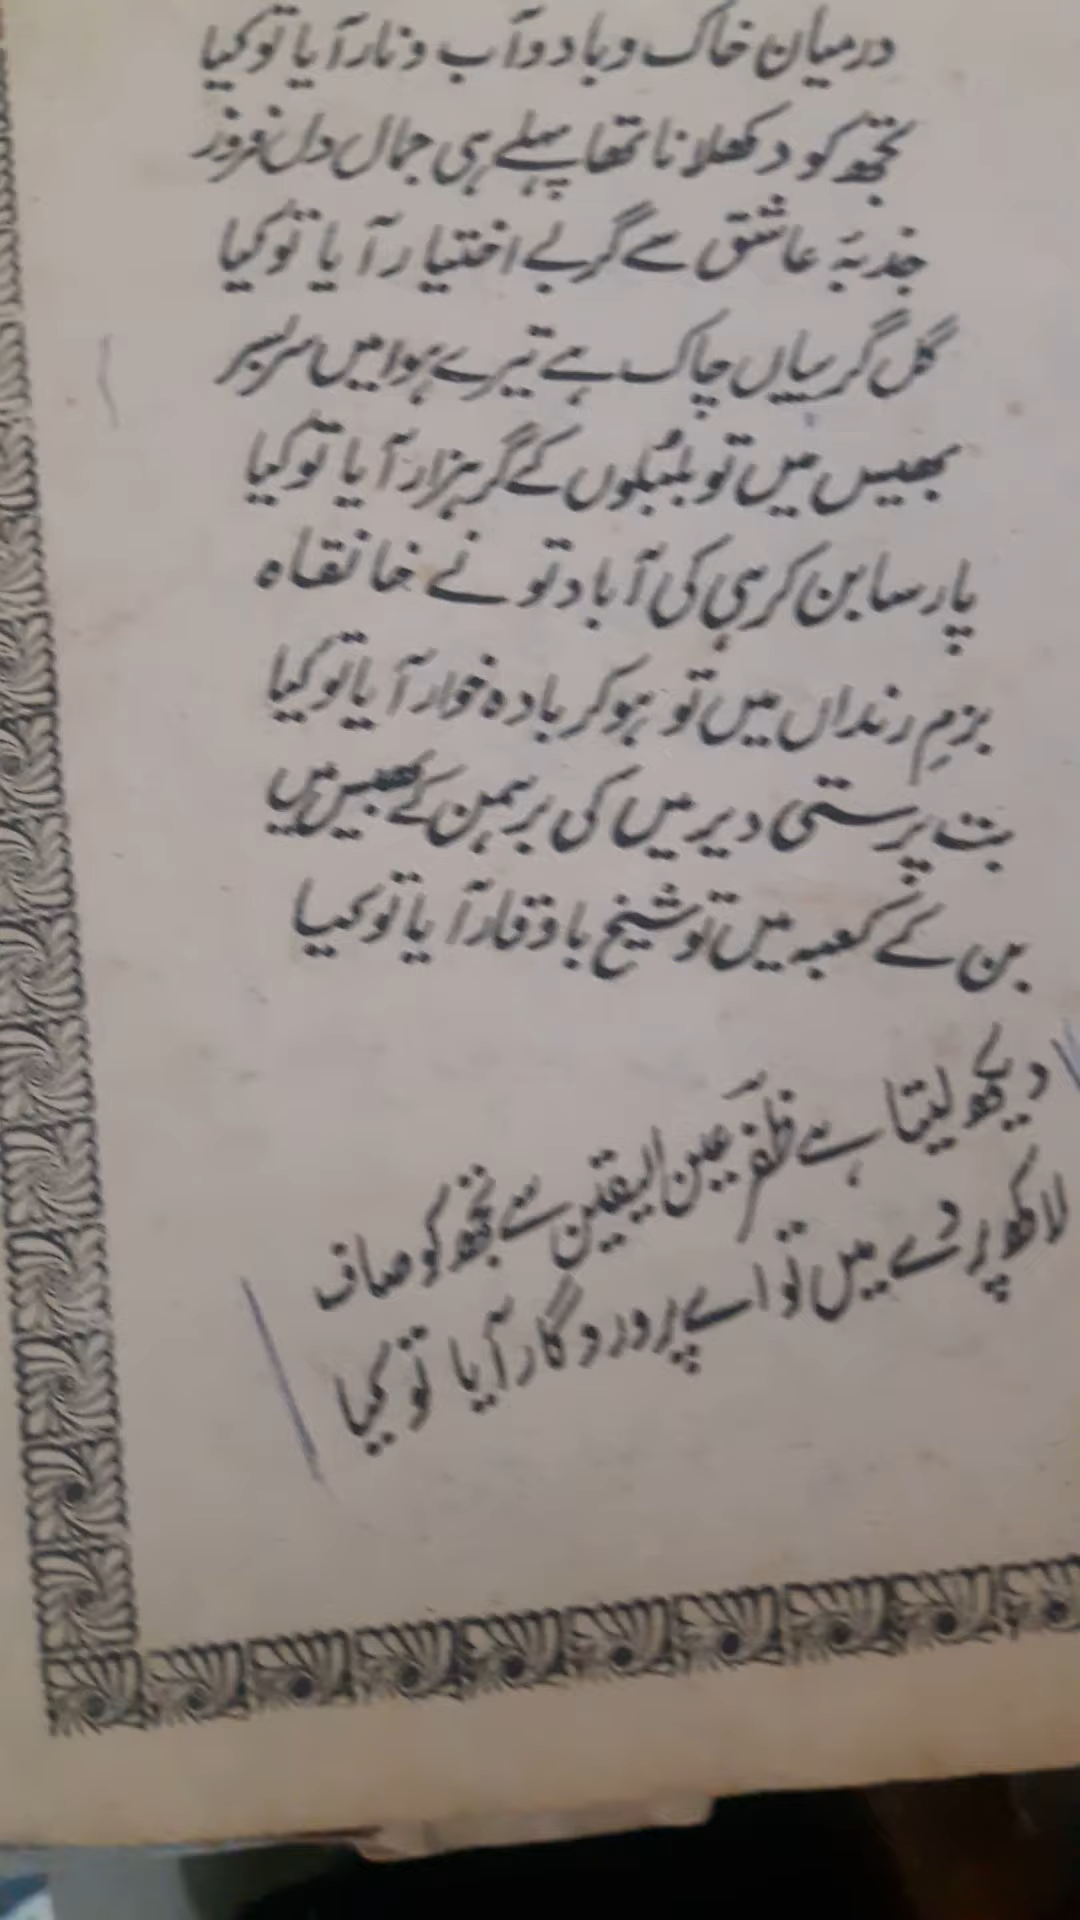 درمیان خاک و باد و آب و نار آیا تو کیا
تجھ کو دکھلانا تھا پہلے ہی جمال دل فروز
جذبۂ عاشق سے گر بے اختیار آیا تو کیا
گل گریباں چاک ہے تیرے ہوا میں سر بسر
بھیس میں تو بلبلوں کے گر ہزار آیا تو کیا
پارسا بن کر ہی کی آباد تو نے خانقاہ
بزمِ رنداں میں تو ہو کر بادہ خوار آیا تو کیا
بت پرستی دیر میں کی برہمن کے بھیس میں
بن کے کعبہ میں تو شیخ باوقار آیا تو کیا
دیکھ لیتا ہے ظفرؔ عین الیقین سے تجھ کو صاف
لاکھ پردے میں تو اے پروردگار آیا تو کیا